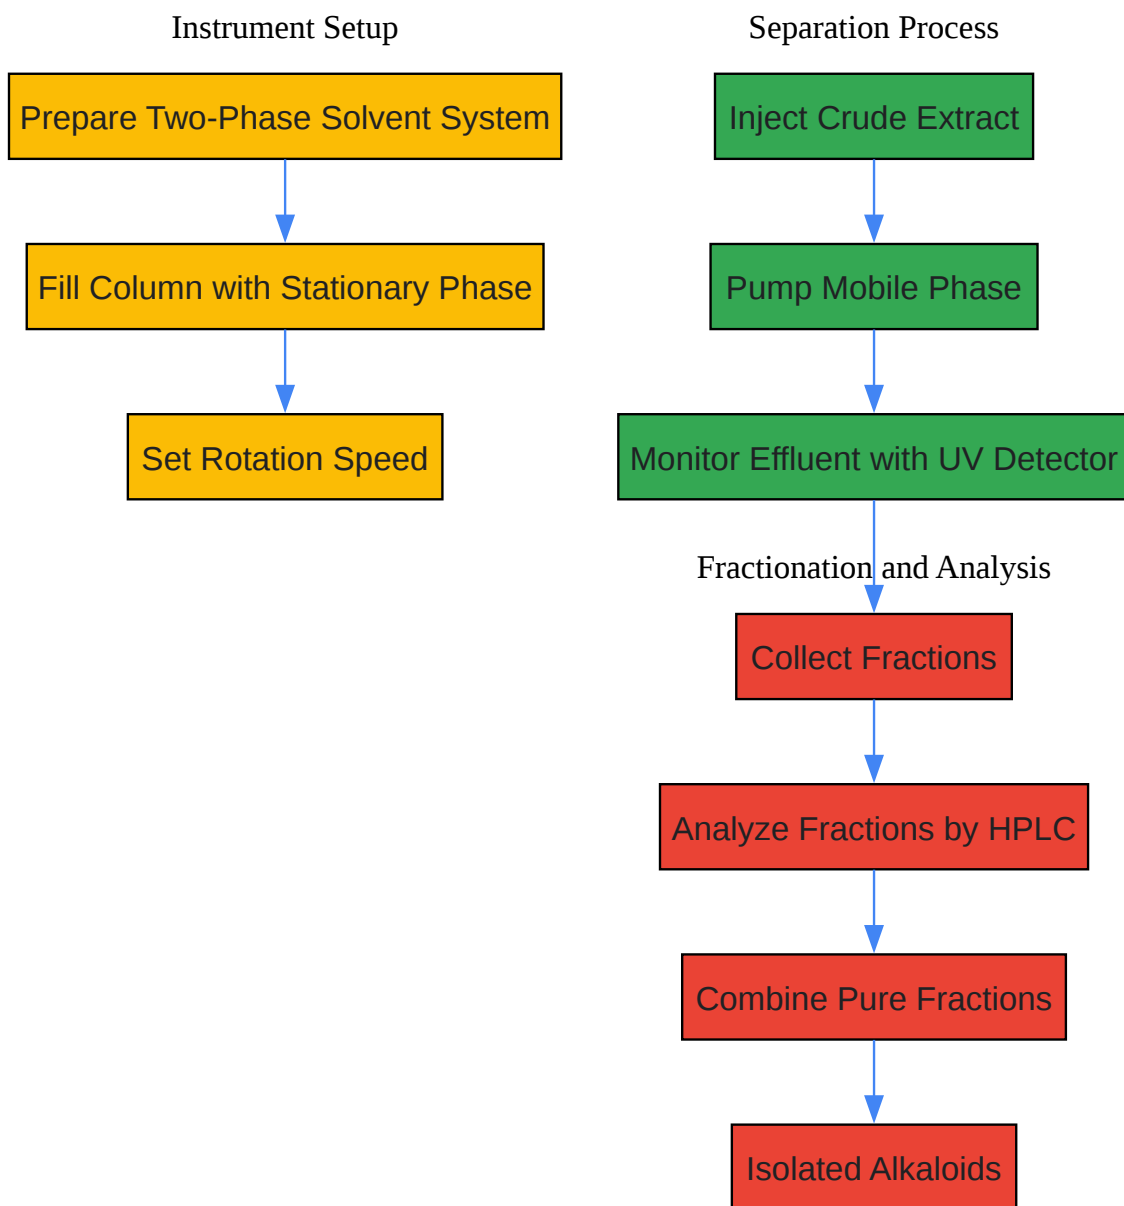 Instrument Setup
Prepare Two-Phase Solvent System
Fill Column with Stationary Phase
Set Rotation Speed
Separation Process
Inject Crude Extract
Pump Mobile Phase
Monitor Effluent with UV Detector
Fractionation and Analysis
Collect Fractions
Analyze Fractions by HPLC
Combine Pure Fractions
Isolated Alkaloids